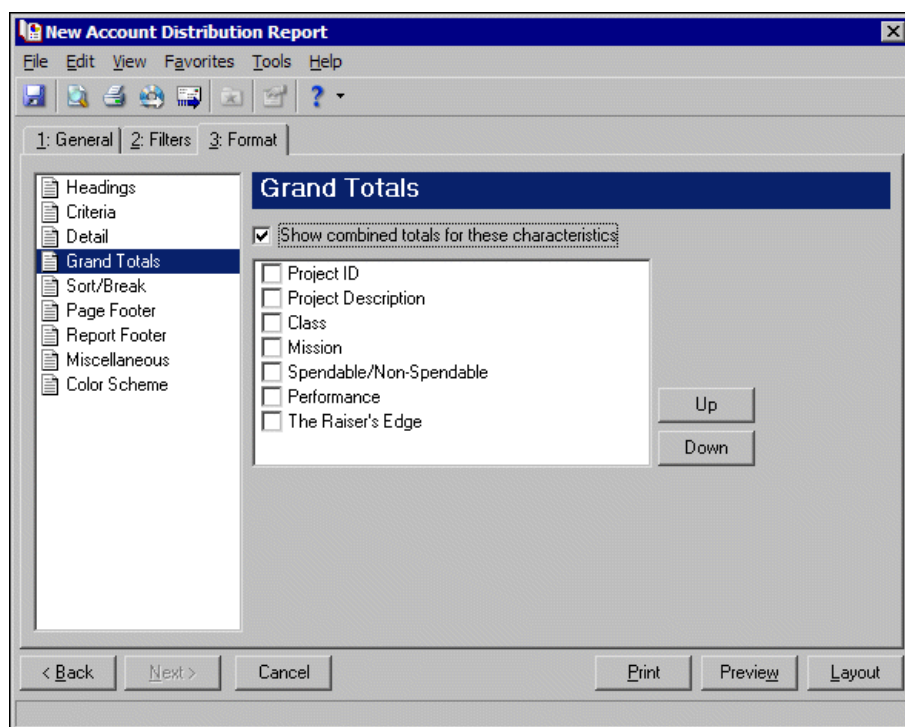 New Account Distribution Report
File Edit View Favorites Tools Help
1: General 2: Filters 3: Format
Headings
Criteria
Detail
Grand Totals
Sort/Break
Page Footer
Report Footer
Miscellaneous
Color Scheme
Grand Totals
Show combined totals for these characteristics
Project ID
Project Description
Class
Mission
Spendable/Non-Spendable
Performance
The Raiser's Edge
Up
Down
< Back Next > Cancel Print Preview Layout